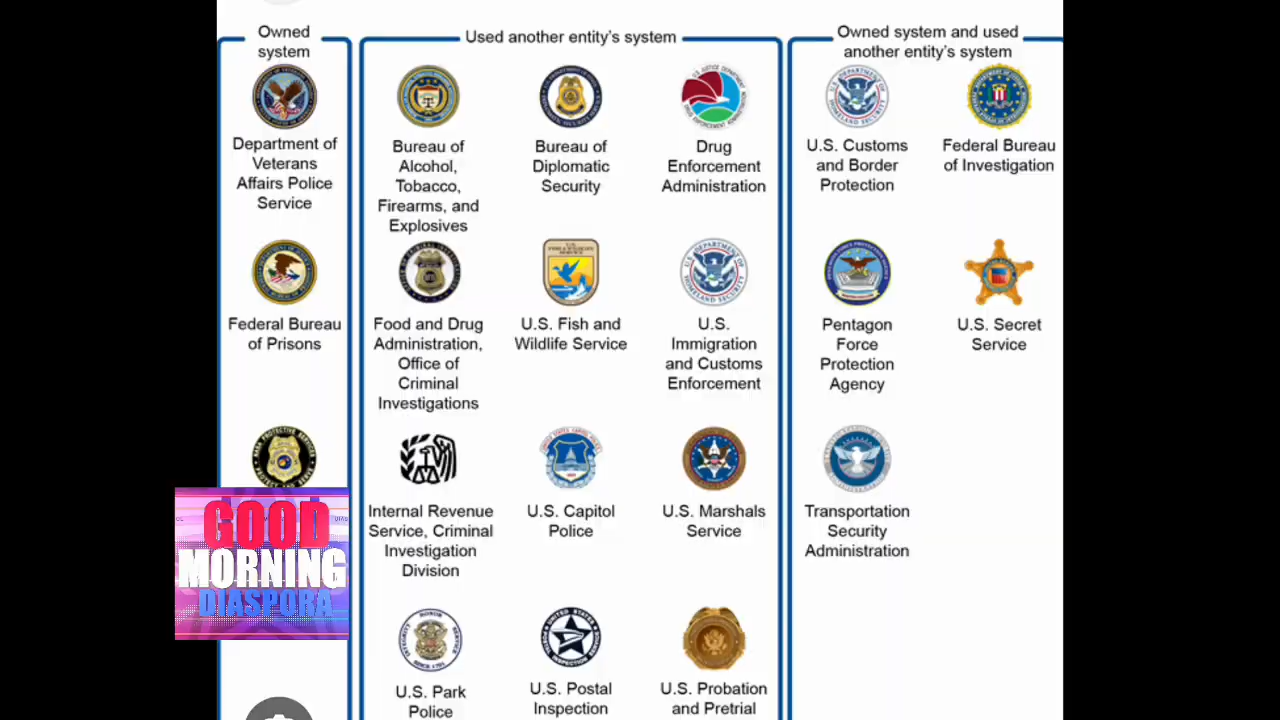 Owned
system
Department of
Veterans
Affairs Police
Service
Federal Bureau
of Prisons
GOOD
MORNING
DIASPORA
Used another entity's system
Bureau of
Alcohol,
Tobacco,
Firearms, and
Explosives
Bureau of
Diplomatic
Security
Drug
Enforcement
Administration
Food and Drug
Administration,
Office of
Criminal
Investigations
U.S. Fish and
Wildlife Service
U.S.
Immigration
and Customs
Enforcement
Internal Revenue
Service, Criminal
Investigation
Division
U.S. Capitol
Police
U.S. Marshals
Service
U.S. Park
Police
U.S. Postal
Inspection
U.S. Probation
and Pretrial
Owned system and used
another entity's system
U.S. Customs
and Border
Protection
Federal Bureau
of Investigation
Pentagon
Force
Protection
Agency
U.S. Secret
Service
Transportation
Security
Administration